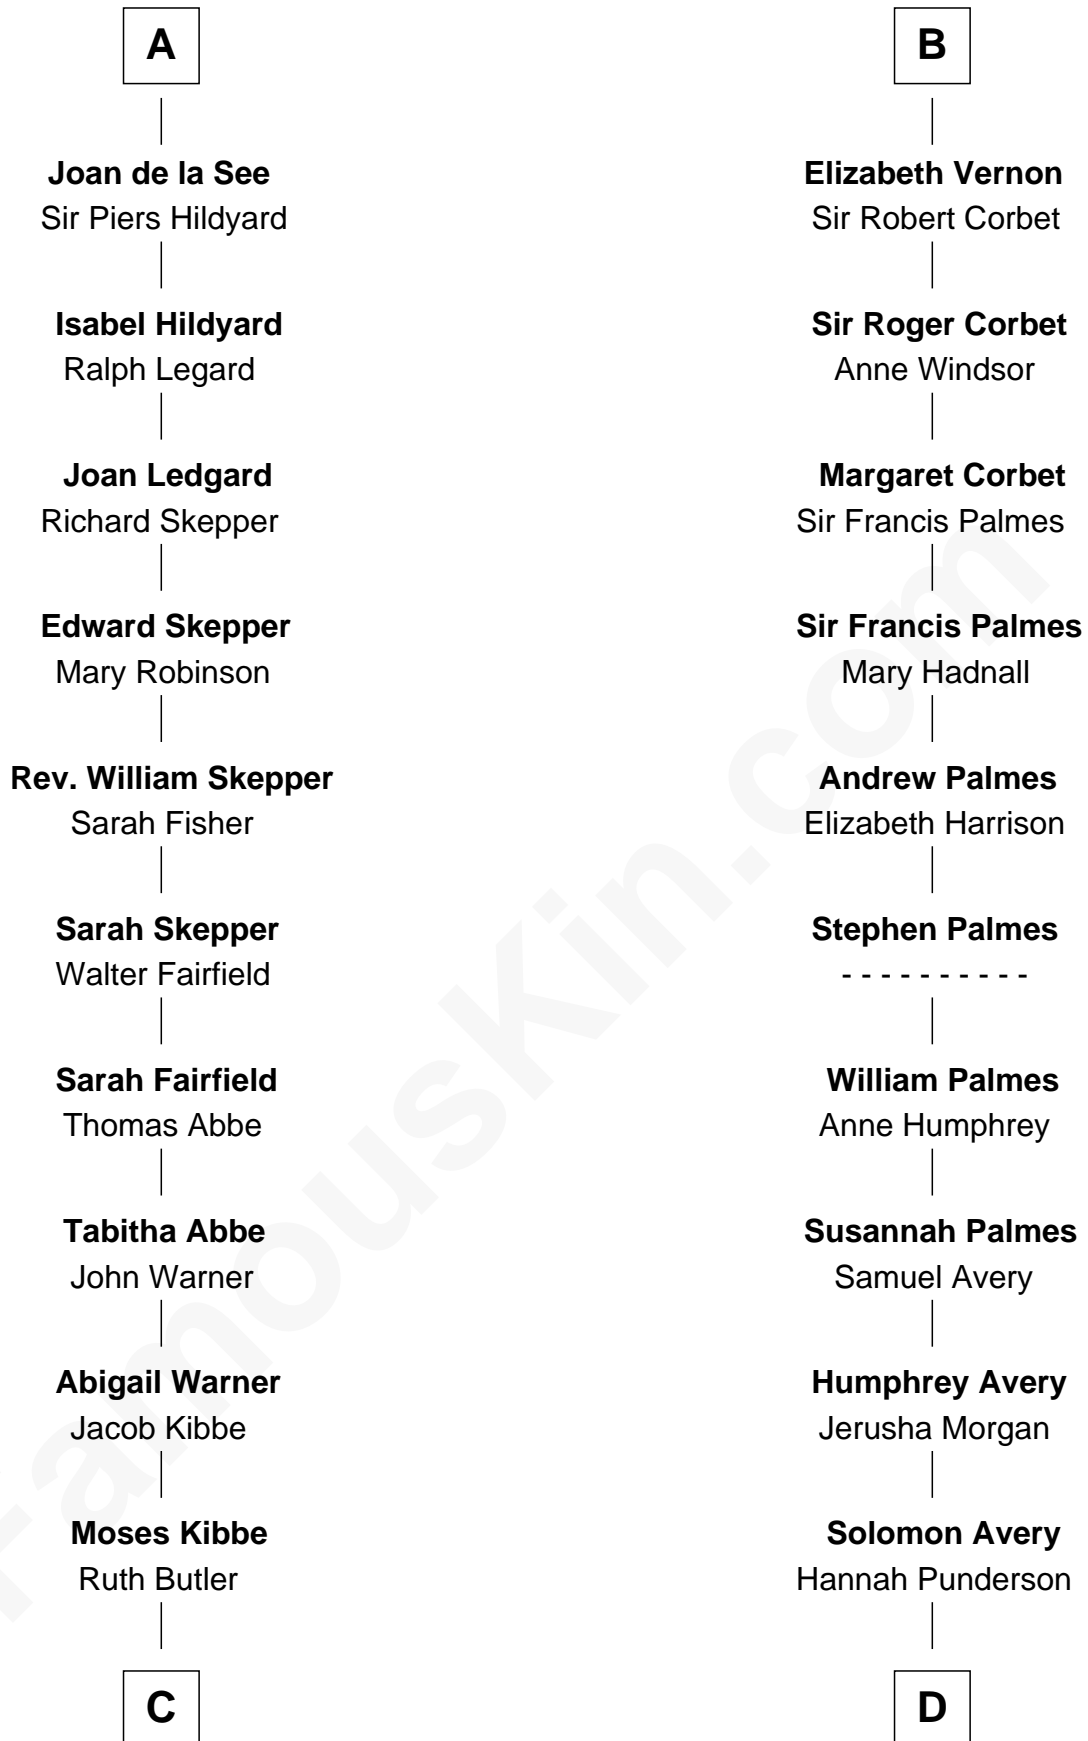 A
Joan de la See
Sir Piers Hildyard
Isabel Hildyard
Ralph Legard
Joan Ledgard
Richard Skepper
Edward Skepper
Mary Robinson
Rev. William Skepper
Sarah Fisher
Sarah Skepper
Walter Fairfield
Sarah Fairfield
Thomas Abbe
Tabitha Abbe
John Warner
Abigail Warner
Jacob Kibbe
Moses Kibbe
Ruth Butler
C
B
Elizabeth Vernon
Sir Robert Corbet
Sir Roger Corbet
Anne Windsor
Margaret Corbet
Sir Francis Palmes
Sir Francis Palmes
Mary Hadnall
Andrew Palmes
Elizabeth Harrison
Stephen Palmes
- - - - - - - - - -
William Palmes
Anne Humphrey
Susannah Palmes
Samuel Avery
Humphrey Avery
Jerusha Morgan
Solomon Avery
Hannah Punderson
D
FamousKin.com